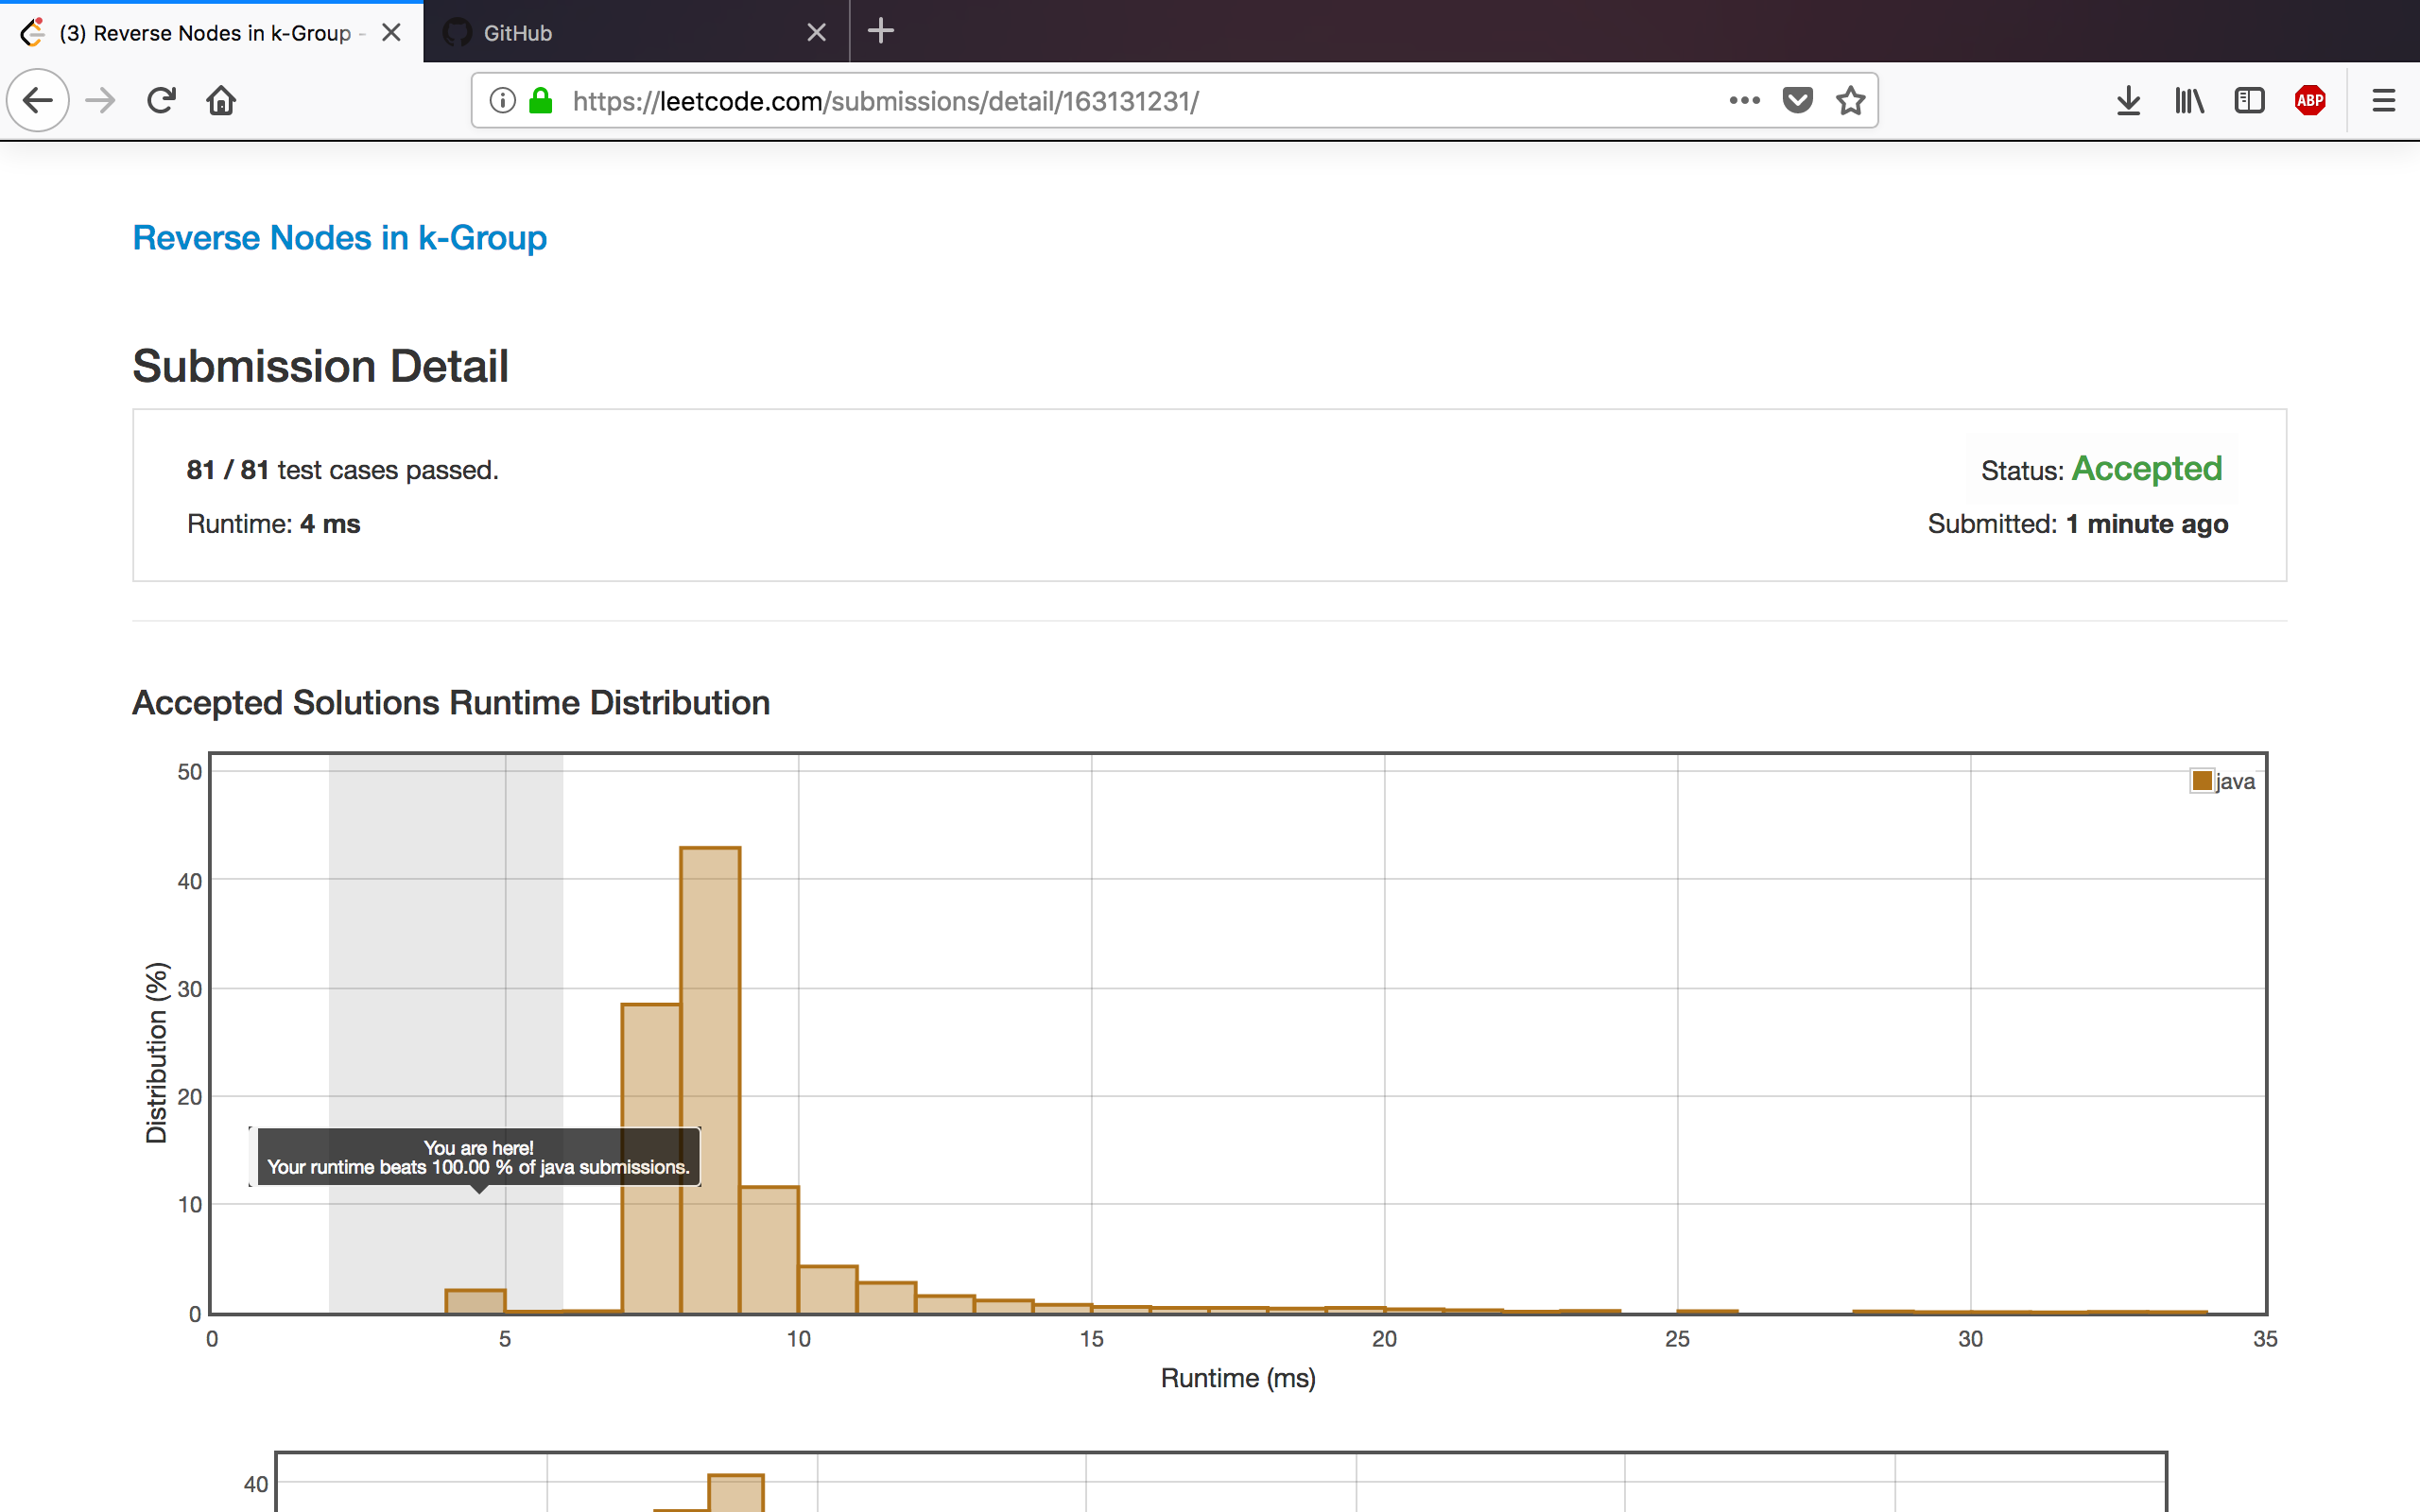 (3) Reverse Nodes in k-Group -
GitHub
https://leetcode.com/submissions/detail/163131231/
ABP
Reverse Nodes in k-Group
Submission Detail
81 / 81 test cases passed.
Status: Accepted
Runtime: 4 ms
Submitted: 1 minute ago
Accepted Solutions Runtime Distribution
50
40
30
20
10
0
Distribution (%)
java
You are here!
Your runtime beats 100.00 % of java submissions.
0 5 10 15 20 25 30 35
Runtime (ms)
40